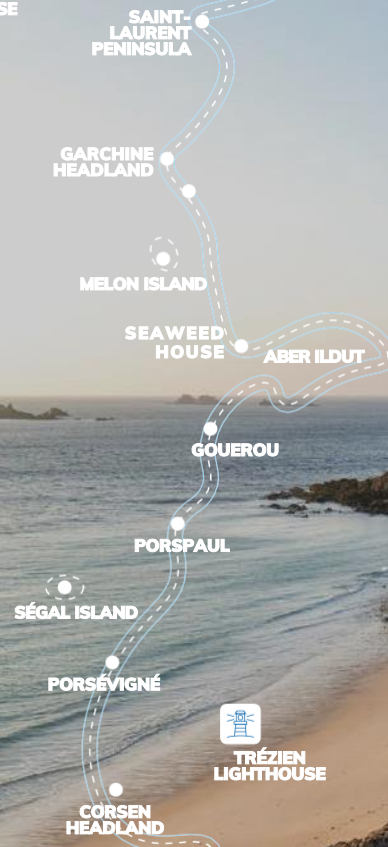 SE
SAINT-
LAURENT
PENINSULA
GARCHINE
HEADLAND
MELON ISLAND
SEAWEED
HOUSE
ABER ILDUT
GOUEROU
PORSPAUL
SÉGAL ISLAND
PORSÉVIGNÉ
TRÉZIEN
LIGHTHOUSE
CORSEN
HEADLAND